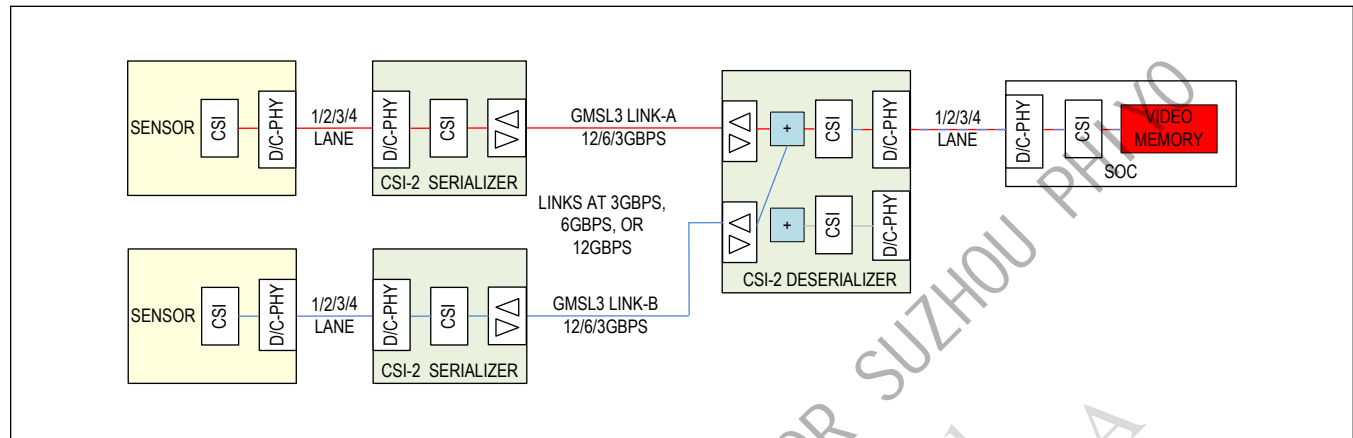 SENSOR
CSI
D/C-PHY
1/2/3/4
LANE
D/C-PHY
CSI
CSI-2 SERIALIZER
GMSL3 LINK-A
12/6/3GBPS
LINKS AT 3GBPS,
6GBPS, OR
12GBPS
SENSOR
CSI
D/C-PHY
1/2/3/4
LANE
D/C-PHY
CSI
CSI-2 SERIALIZER
GMSL3 LINK-B
12/6/3GBPS
+
CSI
D/C-PHY
+
CSI
D/C-PHY
CSI-2 DESERIALIZER
1/2/3/4
LANE
D/C-PHY
CSI
VIDEO
MEMORY
SOC
OR SUZHOU PHIYO